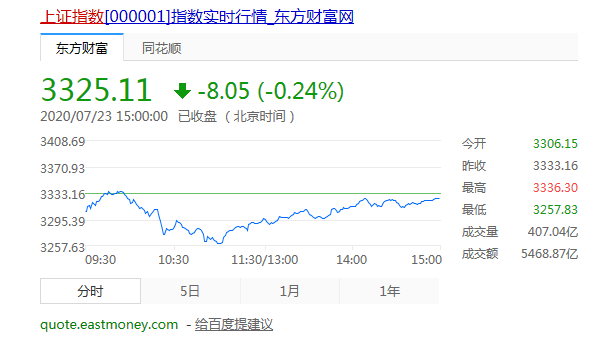 上证指数[000001]指数实时行情_东方财富网
东方财富 同花顺
3325.11 -8.05 (-0.24%)
2020/07/23 15:00:00 已收盘 ( 北京时间 )
3408.69
3370.93
3333.16
3295.39
3257.63
09:30 10:30 11:30/13:00 14:00 15:00
今开 3306.15
昨收 3333.16
最高 3336.30
最低 3257.83
成交量 407.04亿
成交额 5468.87亿
分时 5日 1月 1年
quote.eastmoney.com - 给百度提建议